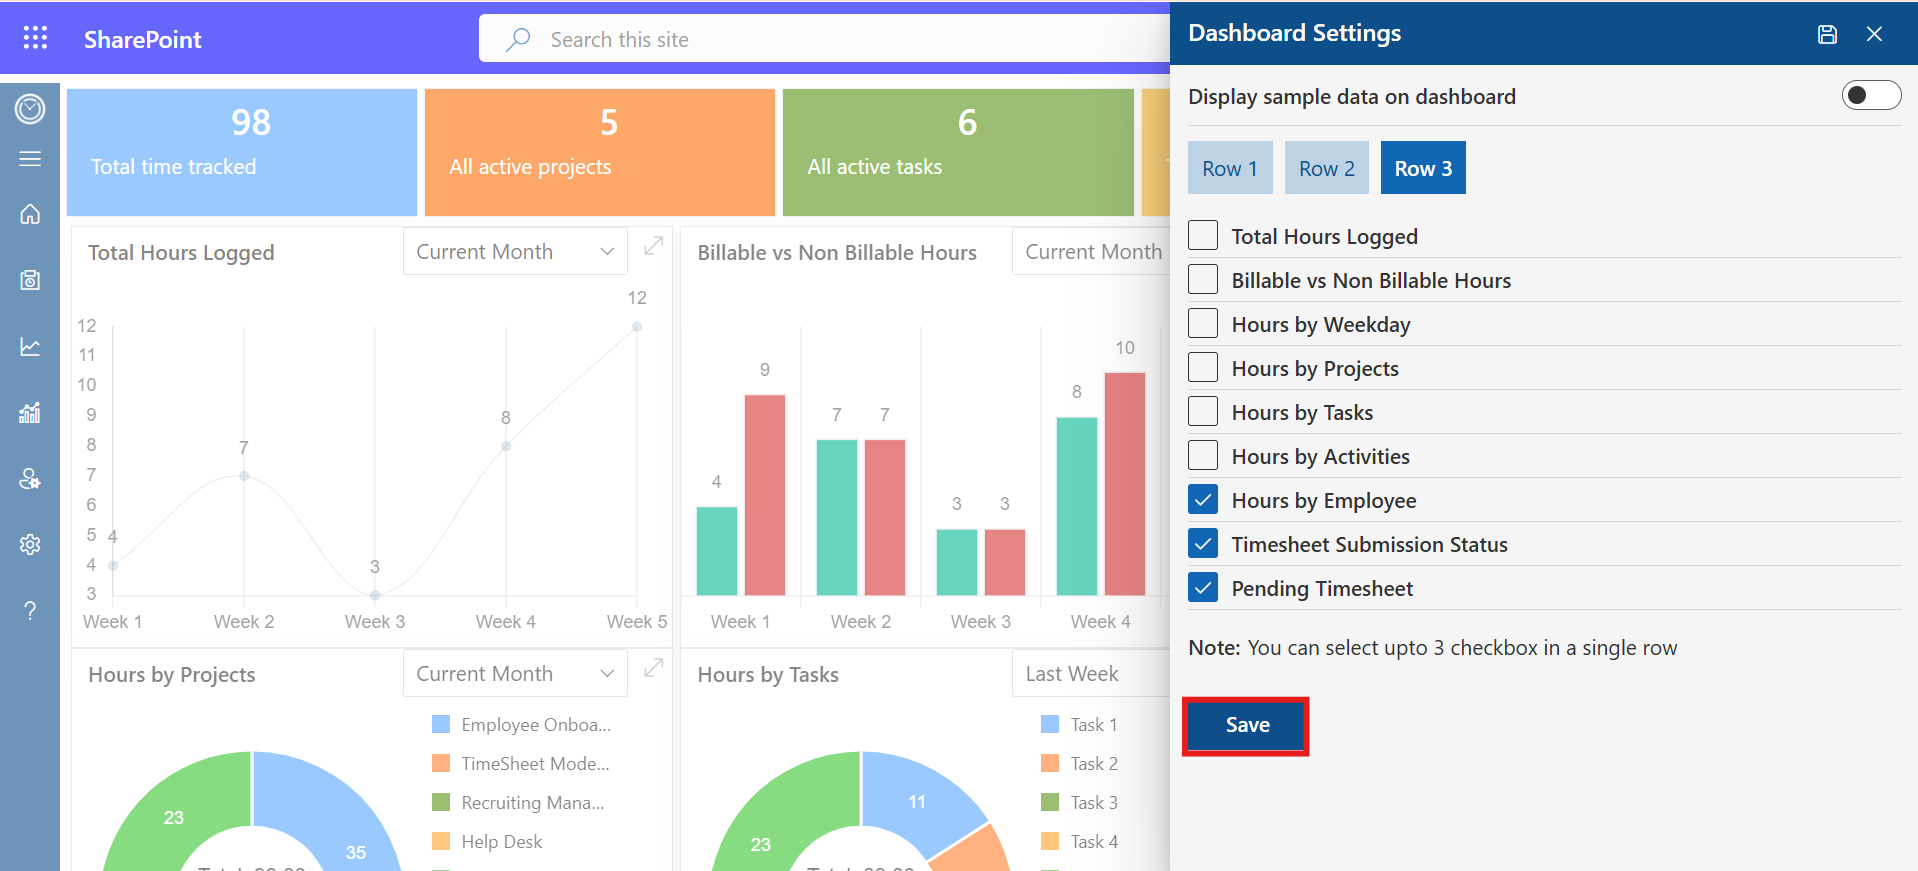 SharePoint
Search this site
98
Total time tracked
5
All active projects
6
All active tasks
Total Hours Logged
Current Month
12
12
11
10
9
8
7
6
5
4
3
4
7
3
8
Week 1 Week 2 Week 3 Week 4 Week 5
Billable vs Non Billable Hours
Current Month
4
9
7
7
3
3
8
10
Week 1 Week 2 Week 3 Week 4
Hours by Projects
Current Month
23
35
Employee Onboa...
TimeSheet Mode...
Recruiting Mana...
Help Desk
Hours by Tasks
Last Week
23
11
Task 1
Task 2
Task 3
Task 4
Dashboard Settings
Display sample data on dashboard
Row 1 Row 2 Row 3
Total Hours Logged
Billable vs Non Billable Hours
Hours by Weekday
Hours by Projects
Hours by Tasks
Hours by Activities
Hours by Employee
Timesheet Submission Status
Pending Timesheet
Note: You can select upto 3 checkbox in a single row
Save